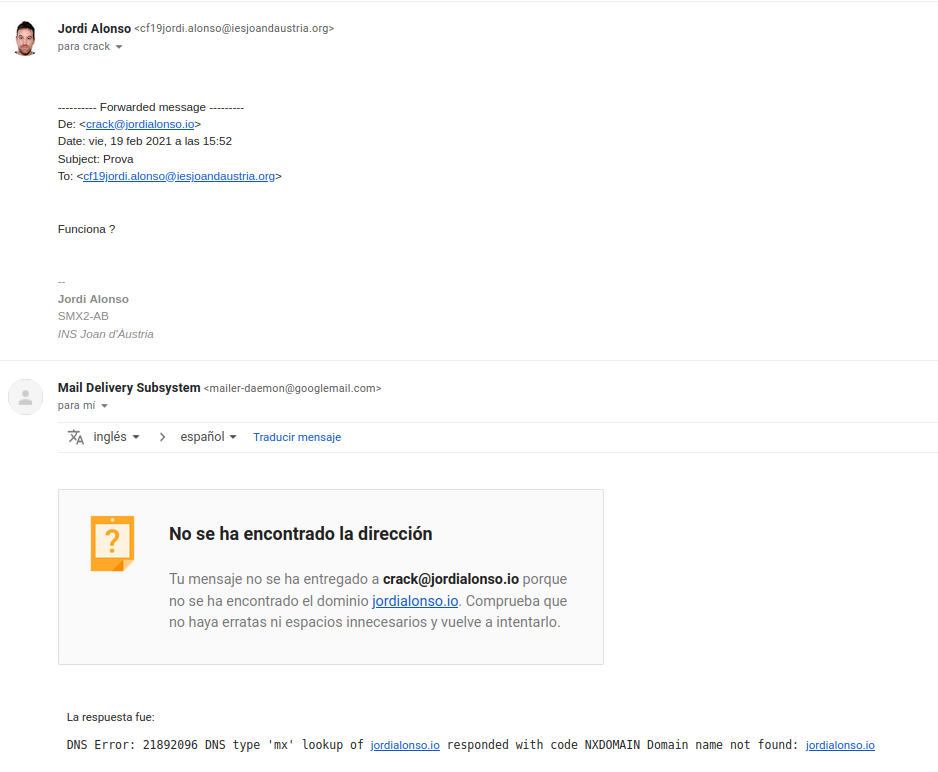 Jordi Alonso <cf19jordi.alonso@iesjoandaustria.org>
para crack
---------- Forwarded message ---------
De: <crack@jordialonso.io>
Date: vie, 19 feb 2021 a las 15:52
Subject: Prova
To: <cf19jordi.alonso@iesjoandaustria.org>
Funciona ?
--
Jordi Alonso
SMX2-AB
INS Joan d'Àustria
Mail Delivery Subsystem <mailer-daemon@googlemail.com>
para mí
inglés > español Traducir mensaje
No se ha encontrado la dirección
Tu mensaje no se ha entregado a crack@jordialonso.io porque
no se ha encontrado el dominio jordialonso.io. Comprueba que
no haya erratas ni espacios innecesarios y vuelve a intentarlo.
La respuesta fue:
DNS Error: 21892096 DNS type 'mx' lookup of jordialonso.io responded with code NXDOMAIN Domain name not found: jordialonso.io